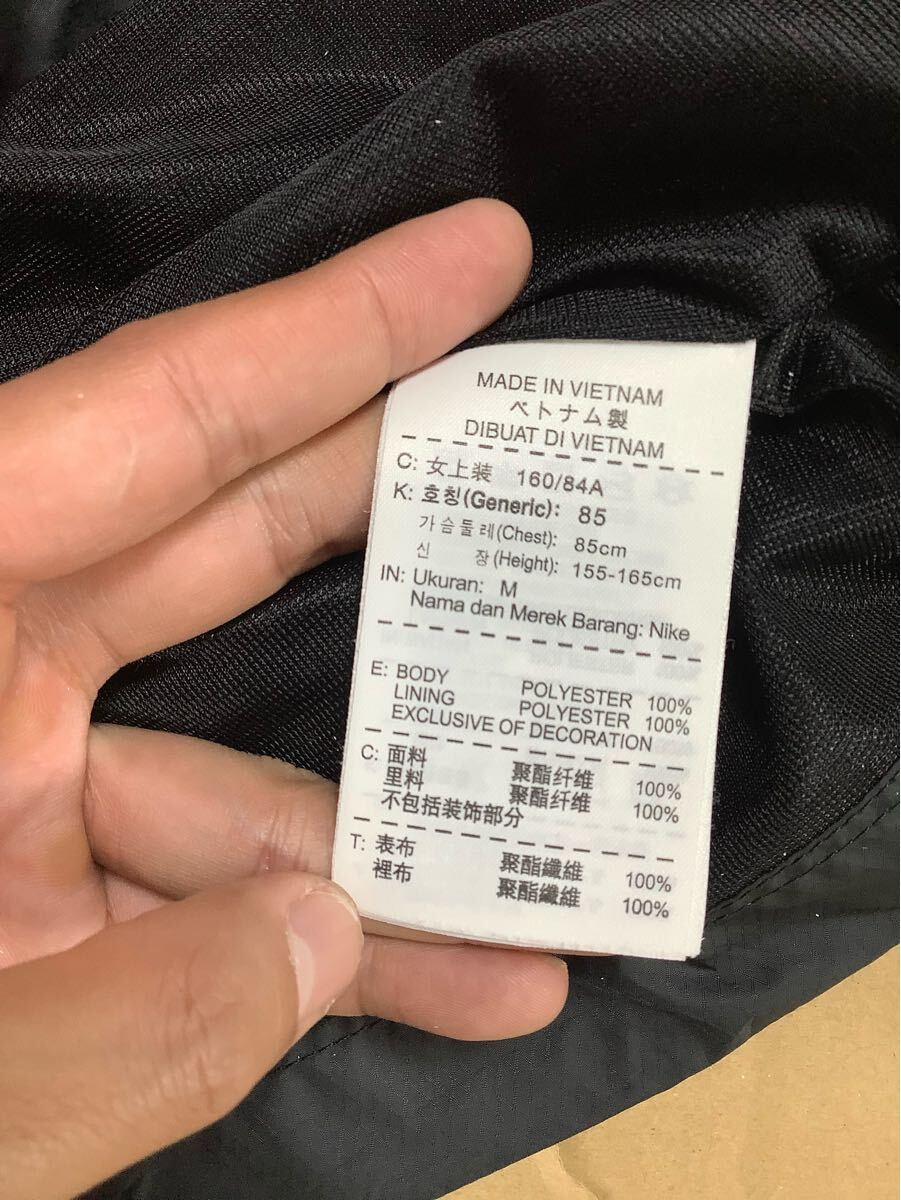 MADE IN VIETNAM
ベトナム製
DIBUAT DI VIETNAM
C: 女上装 160/84A
K: 호칭(Generic): 85
가슴둘레(Chest): 85cm
신 장(Height): 155-165cm
IN: Ukuran: M
Nama dan Merek Barang: Nike
E: BODY POLYESTER 100%
LINING POLYESTER 100%
EXCLUSIVE OF DECORATION
C: 面料 聚酯纤维 100%
里料 聚酯纤维 100%
不包括装饰部分
T: 表布 聚酯纖維 100%
裡布 聚酯纖維 100%